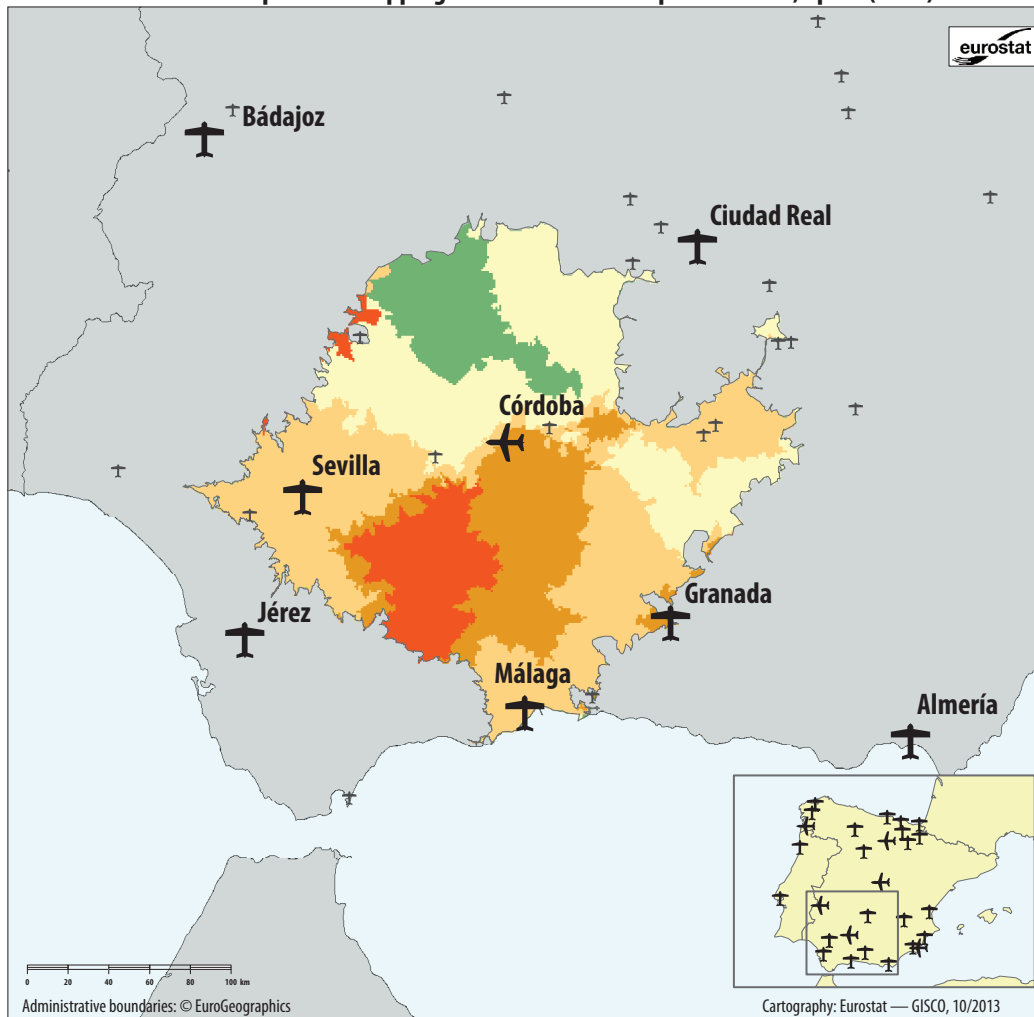 eurostat
Bádajoz
Ciudad Real
Córdoba
Sevilla
Granada
Jérez
Málaga
Almería
0 20 40 60 80 100 km
Administrative boundaries: © EuroGeographics
Cartography: Eurostat — GISCO, 10/2013